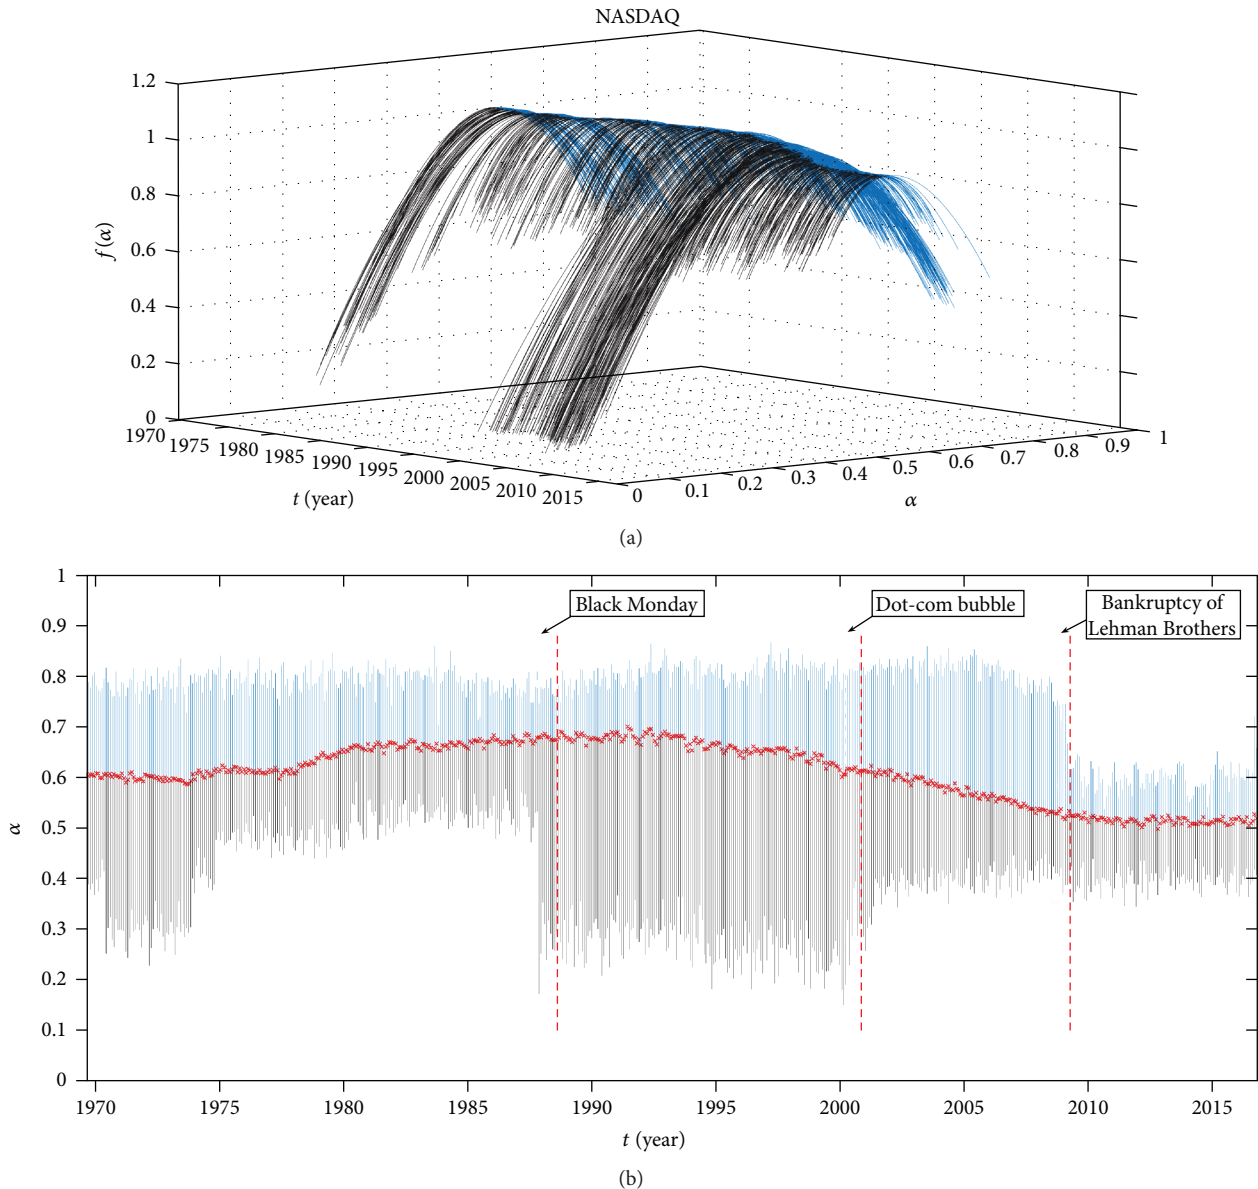 NASDAQ
1.2
1
0.8
0.6
0.4
0.2
0
f(α)
1970 1975 1980 1985 1990 1995 2000 2005 2010 2015
t (year)
0 0.1 0.2 0.3 0.4 0.5 0.6 0.7 0.8 0.9 1
α
(a)
1
0.9
0.8
0.7
0.6
0.5
0.4
0.3
0.2
0.1
0
α
Black Monday
Dot-com bubble
Bankruptcy of
Lehman Brothers
1970 1975 1980 1985 1990 1995 2000 2005 2010 2015
t (year)
(b)